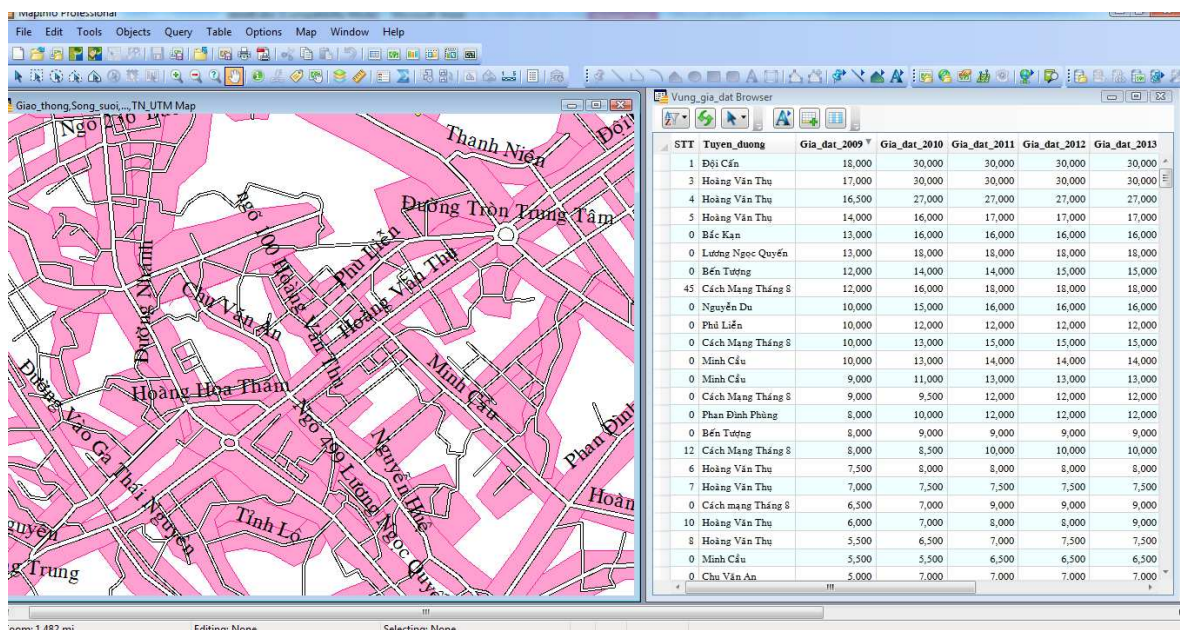 MapInfo Professional
File Edit Tools Objects Query Table Options Map Window Help
Giao_thong,Song_suoi,...,TN_UTM Map
Thanh Niên
Đường Tròn Trung Tâm
ngõ 100 Hoàng Văn Thụ
Phủ Liễn
Hoàng Văn Thụ
Đường Nhánh
Chu Văn An
Minh Cầu
Hoàng Hoa Thám
Đường Vào Ga Thái Nguyên
Ngõ 499 Lương Ngọc Quyế
Nguyễn Huệ
Phan Đình
Hoàn
Tỉnh Lộ
guyên
g Trung
Vung_gia_dat Browser
STT Tuyen_duong Gia_dat_2009 Gia_dat_2010 Gia_dat_2011 Gia_dat_2012 Gia_dat_2013
1 Đội Cấn 18,000 30,000 30,000 30,000 30,000
3 Hoàng Văn Thụ 17,000 30,000 30,000 30,000 30,000
4 Hoàng Văn Thụ 16,500 27,000 27,000 27,000 27,000
5 Hoàng Văn Thụ 14,000 16,000 17,000 17,000 17,000
0 Bắc Kạn 13,000 16,000 16,000 16,000 16,000
0 Lương Ngọc Quyến 13,000 18,000 18,000 18,000 18,000
0 Bến Tượng 12,000 14,000 14,000 15,000 15,000
45 Cách Mạng Tháng 8 12,000 16,000 18,000 18,000 18,000
0 Nguyễn Du 10,000 15,000 16,000 16,000 16,000
0 Phủ Liễn 10,000 12,000 12,000 12,000 12,000
0 Cách Mạng Tháng 8 10,000 13,000 15,000 15,000 15,000
0 Minh Cầu 10,000 13,000 14,000 14,000 14,000
0 Minh Cầu 9,000 11,000 13,000 13,000 13,000
0 Cách Mạng Tháng 8 9,000 9,500 12,000 12,000 12,000
0 Phan Đình Phùng 8,000 10,000 12,000 12,000 12,000
0 Bến Tượng 8,000 9,000 9,000 9,000 9,000
12 Cách Mạng Tháng 8 8,000 8,500 10,000 10,000 10,000
6 Hoàng Văn Thụ 7,500 8,000 8,000 8,000 8,000
7 Hoàng Văn Thụ 7,000 7,500 7,500 7,500 7,500
0 Cách mạng Tháng 8 6,500 7,000 9,000 9,000 9,000
10 Hoàng Văn Thụ 6,000 7,000 8,000 8,000 9,000
8 Hoàng Văn Thụ 5,500 6,500 7,000 7,500 7,500
0 Minh Cầu 5,500 5,500 6,500 6,500 6,500
0 Chu Văn An 5,000 7,000 7,000 7,000 7,000
oom: 1.482 mi Editing: None Selecting: None